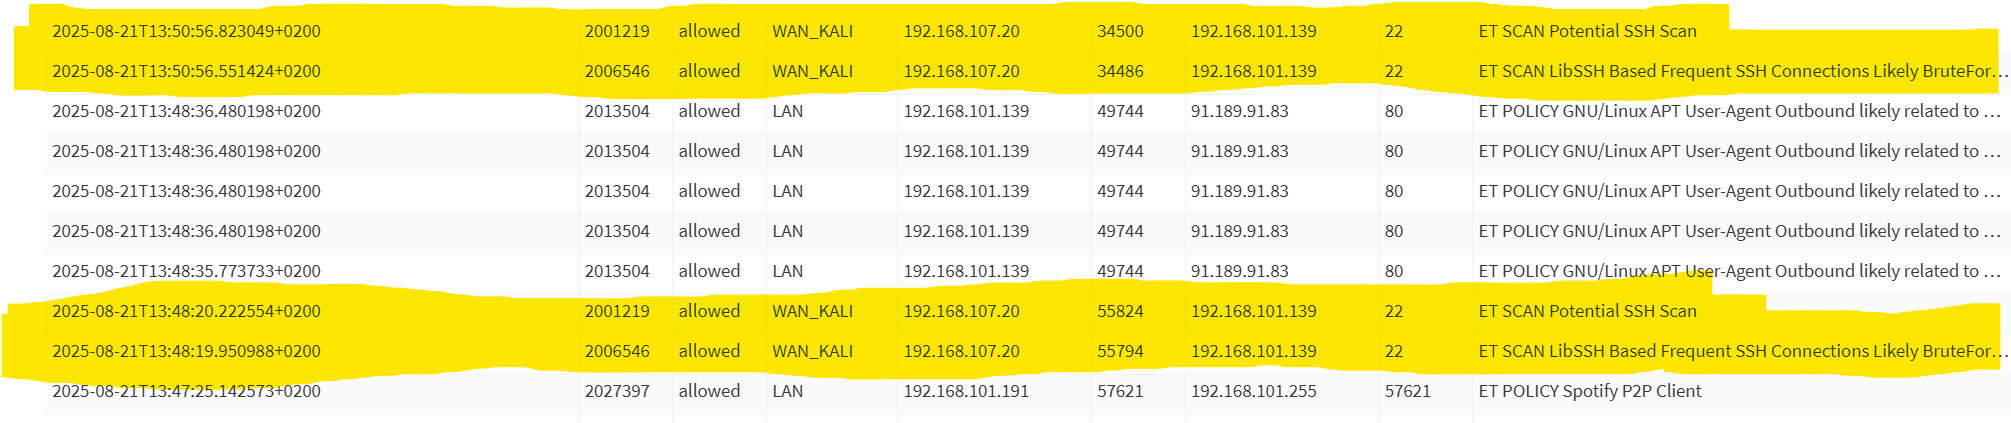 2025-08-21T13:50:56.823049+0200 2001219 allowed WAN_KALI 192.168.107.20 34500 192.168.101.139 22 ET SCAN Potential SSH Scan
2025-08-21T13:50:56.551424+0200 2006546 allowed WAN_KALI 192.168.107.20 34486 192.168.101.139 22 ET SCAN LibSSH Based Frequent SSH Connections Likely BruteFor...
2025-08-21T13:48:36.480198+0200 2013504 allowed LAN 192.168.101.139 49744 91.189.91.83 80 ET POLICY GNU/Linux APT User-Agent Outbound likely related to ...
2025-08-21T13:48:36.480198+0200 2013504 allowed LAN 192.168.101.139 49744 91.189.91.83 80 ET POLICY GNU/Linux APT User-Agent Outbound likely related to ...
2025-08-21T13:48:36.480198+0200 2013504 allowed LAN 192.168.101.139 49744 91.189.91.83 80 ET POLICY GNU/Linux APT User-Agent Outbound likely related to ...
2025-08-21T13:48:36.480198+0200 2013504 allowed LAN 192.168.101.139 49744 91.189.91.83 80 ET POLICY GNU/Linux APT User-Agent Outbound likely related to ...
2025-08-21T13:48:35.773733+0200 2013504 allowed LAN 192.168.101.139 49744 91.189.91.83 80 ET POLICY GNU/Linux APT User-Agent Outbound likely related to ...
2025-08-21T13:48:20.222554+0200 2001219 allowed WAN_KALI 192.168.107.20 55824 192.168.101.139 22 ET SCAN Potential SSH Scan
2025-08-21T13:48:19.950988+0200 2006546 allowed WAN_KALI 192.168.107.20 55794 192.168.101.139 22 ET SCAN LibSSH Based Frequent SSH Connections Likely BruteFor...
2025-08-21T13:47:25.142573+0200 2027397 allowed LAN 192.168.101.191 57621 192.168.101.255 57621 ET POLICY Spotify P2P Client